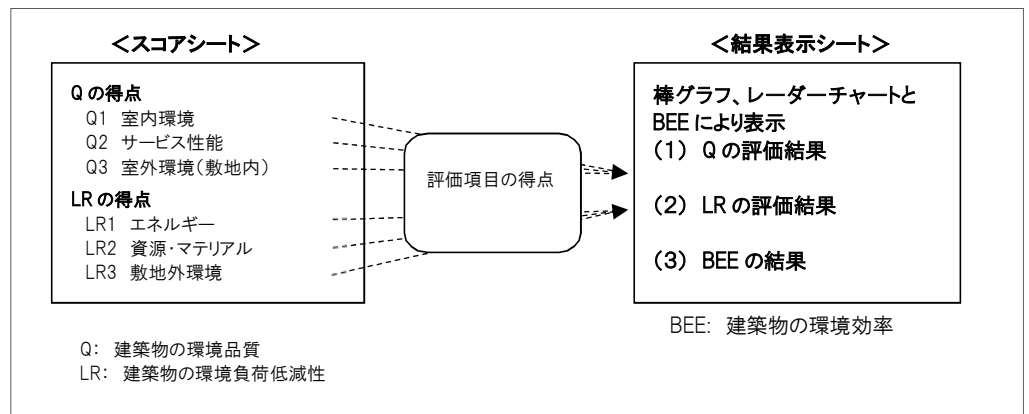 ＜スコアシート＞
Q の得点
Q1 室内環境
Q2 サービス性能
Q3 室外環境（敷地内）
LR の得点
LR1 エネルギー
LR2 資源・マテリアル
LR3 敷地外環境
Q： 建築物の環境品質
LR： 建築物の環境負荷低減性
評価項目の得点
＜結果表示シート＞
棒グラフ、レーダーチャートと
BEE により表示
（1） Q の評価結果
（2） LR の評価結果
（3） BEE の結果
BEE: 建築物の環境効率